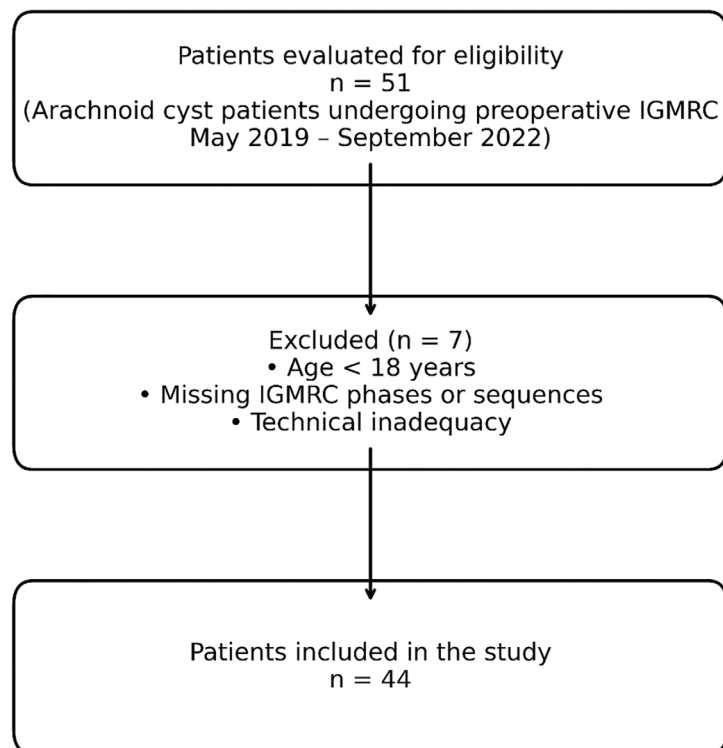 Patients evaluated for eligibility
n = 51
(Arachnoid cyst patients undergoing preoperative IGMRC
May 2019 – September 2022)
Excluded (n = 7)
• Age < 18 years
• Missing IGMRC phases or sequences
• Technical inadequacy
Patients included in the study
n = 44